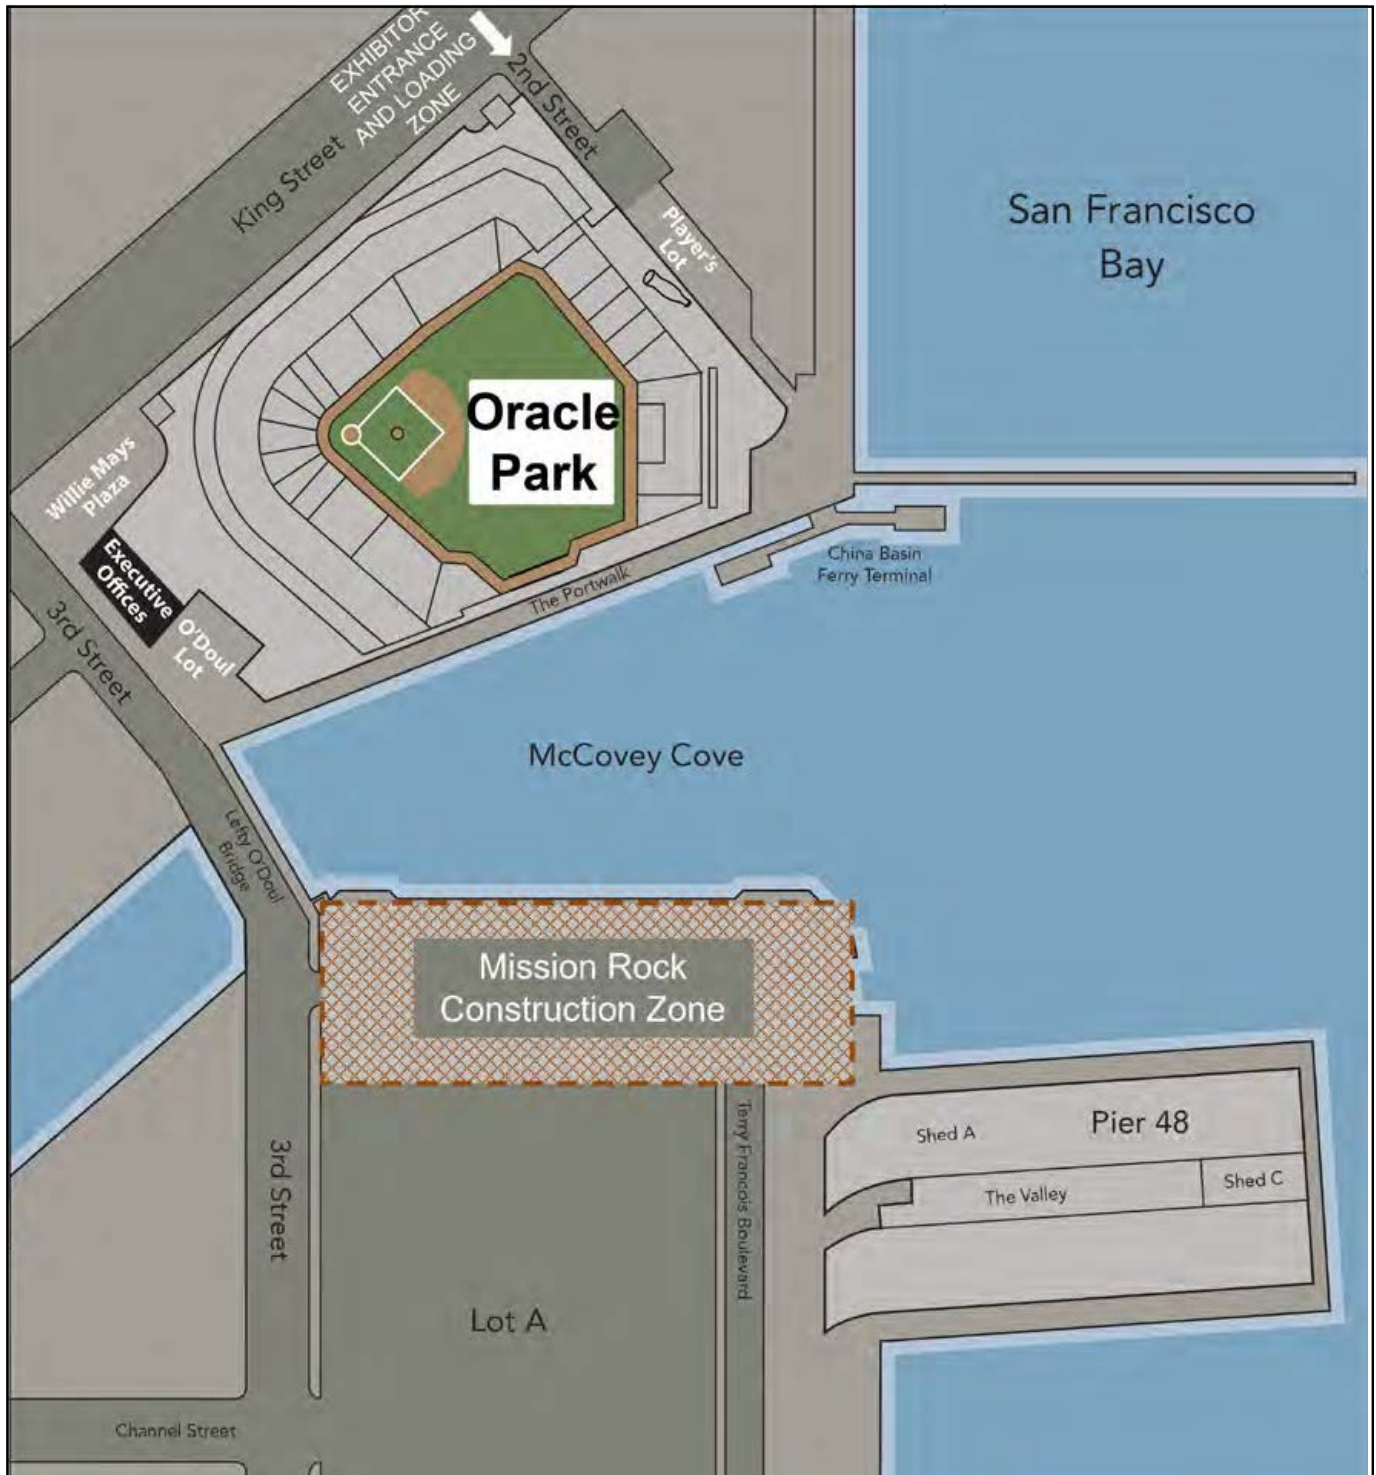 EXHIBITOR
ENTRANCE
AND LOADING
ZONE
2nd Street
King Street
Player's
Lot
San Francisco
Bay
Oracle
Park
Willie Mays
Plaza
Executive
Offices
O'Doul
Lot
3rd Street
The Portwalk
China Basin
Ferry Terminal
McCovey Cove
Lefty O'Doul
Bridge
Mission Rock
Construction Zone
3rd Street
Terry Francois Boulevard
Shed A
Pier 48
The Valley
Shed C
Lot A
Channel Street